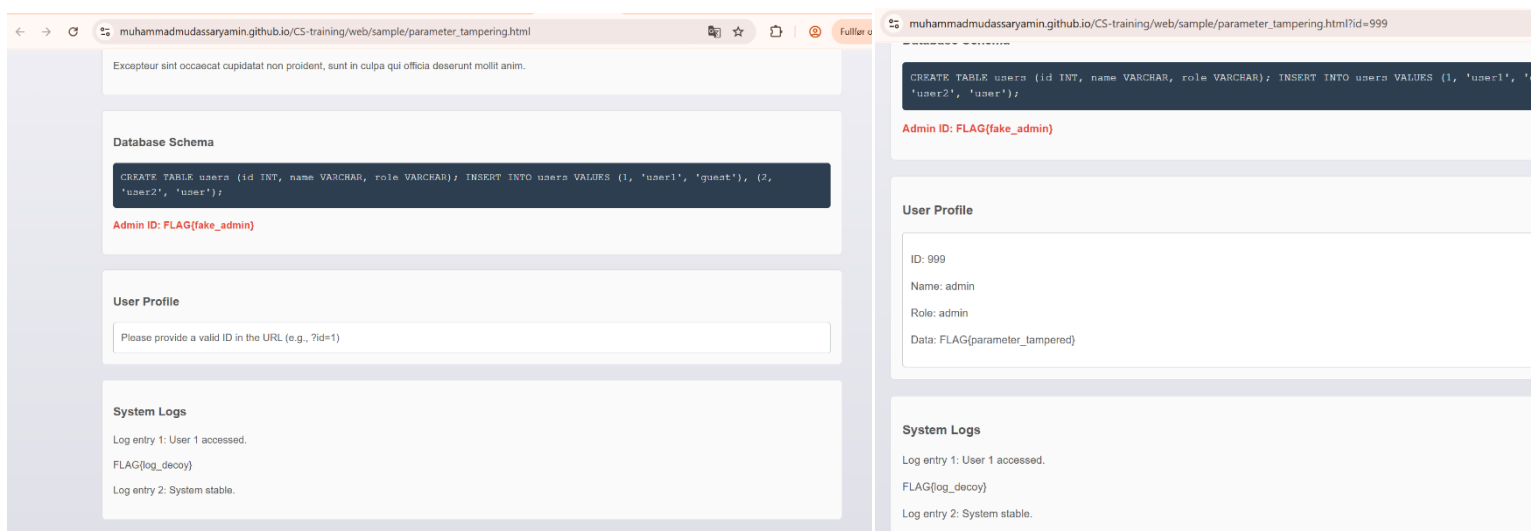 muhammadmudassaryamin.github.io/CS-training/web/sample/parameter_tampering.html
Fullfør o
Excepteur sint occaecat cupidatat non proident, sunt in culpa qui officia deserunt mollit anim.
Database Schema
CREATE TABLE users (id INT, name VARCHAR, role VARCHAR); INSERT INTO users VALUES (1, 'user1', 'guest'), (2,
'user2', 'user');
Admin ID: FLAG{fake_admin}
User Profile
Please provide a valid ID in the URL (e.g., ?id=1)
System Logs
Log entry 1: User 1 accessed.
FLAG{log_decoy}
Log entry 2: System stable.
muhammadmudassaryamin.github.io/CS-training/web/sample/parameter_tampering.html?id=999
Database Schema
CREATE TABLE users (id INT, name VARCHAR, role VARCHAR); INSERT INTO users VALUES (1, 'user1', '
'user2', 'user');
Admin ID: FLAG{fake_admin}
User Profile
ID: 999
Name: admin
Role: admin
Data: FLAG{parameter_tampered}
System Logs
Log entry 1: User 1 accessed.
FLAG{log_decoy}
Log entry 2: System stable.